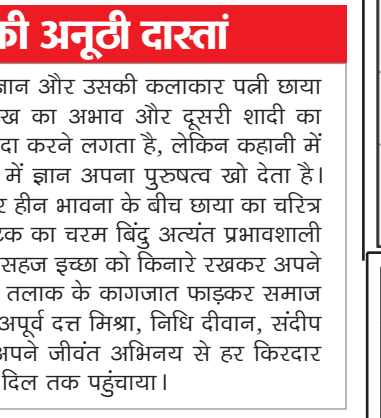 की अनूठी दास्तां
ज्ञान और उसकी कलाकार पत्नी छाया
का अभाव और दूसरी शादी का
करने लगता है, लेकिन कहानी में
में ज्ञान अपना पुरुषत्व खो देता है।
हीन भावना के बीच छाया का चरित्र
का चरम बिंदु अत्यंत प्रभावशाली
सहज इच्छा को किनारे रखकर अपने
तलाक के कागजात फाड़कर समाज
अपूर्व दत्त मिश्रा, निधि दीवान, संदीप
अपने जीवंत अभिनय से हर किरदार
दिल तक पहुंचाया।